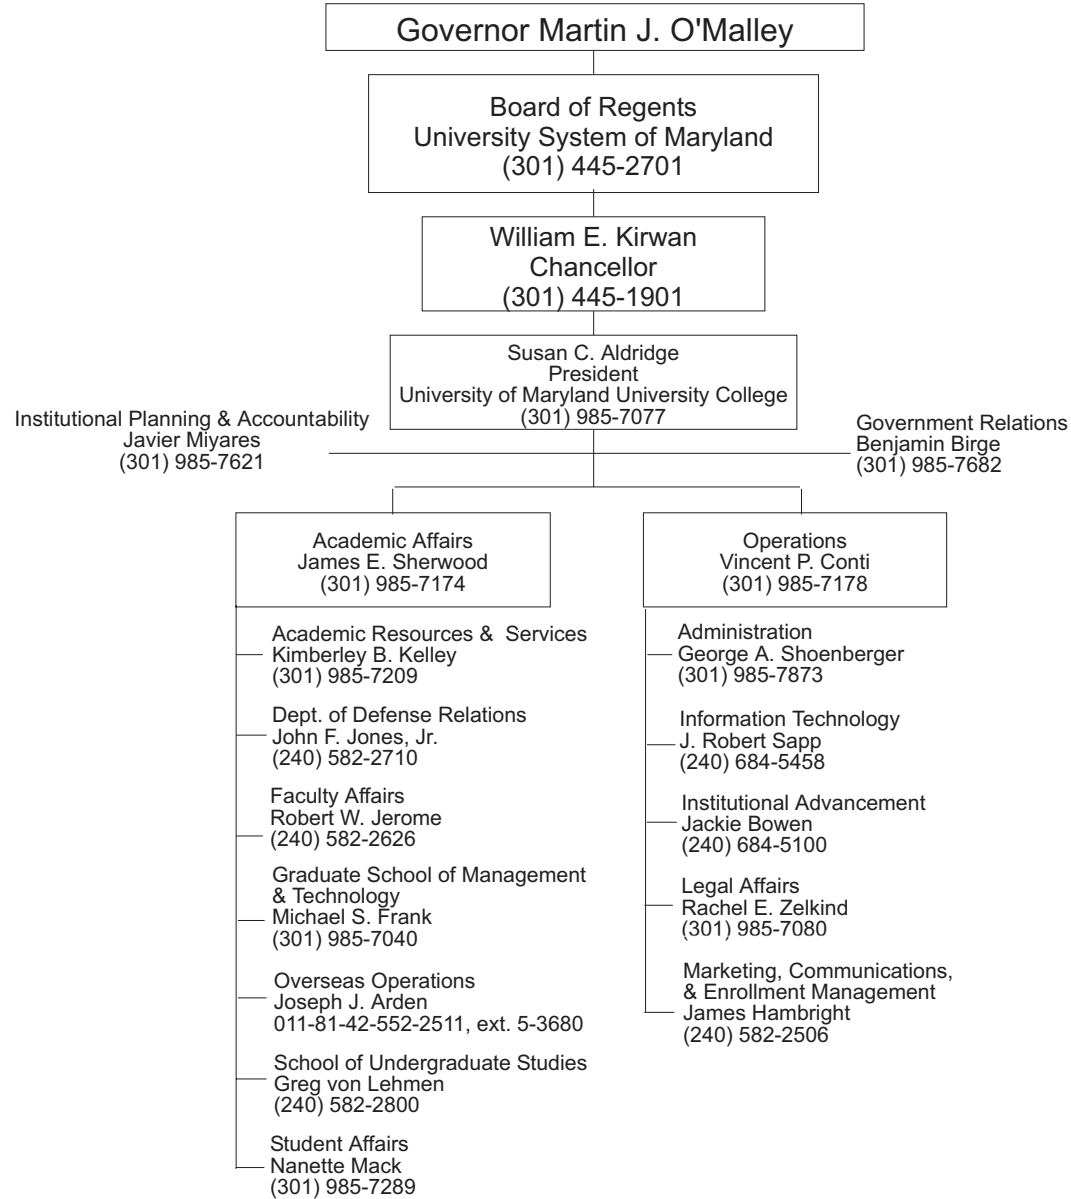 Governor Martin J. O'Malley
Board of Regents
University System of Maryland
(301) 445-2701
William E. Kirwan
Chancellor
(301) 445-1901
Susan C. Aldridge
President
University of Maryland University College
(301) 985-7077
Institutional Planning & Accountability
Javier Miyares
(301) 985-7621
Government Relations
Benjamin Birge
(301) 985-7682
Academic Affairs
James E. Sherwood
(301) 985-7174
Academic Resources & Services
Kimberley B. Kelley
(301) 985-7209
Dept. of Defense Relations
John F. Jones, Jr.
(240) 582-2710
Faculty Affairs
Robert W. Jerome
(240) 582-2626
Graduate School of Management
& Technology
Michael S. Frank
(301) 985-7040
Overseas Operations
Joseph J. Arden
011-81-42-552-2511, ext. 5-3680
School of Undergraduate Studies
Greg von Lehmen
(240) 582-2800
Student Affairs
Nanette Mack
(301) 985-7289
Operations
Vincent P. Conti
(301) 985-7178
Administration
George A. Shoenberger
(301) 985-7873
Information Technology
J. Robert Sapp
(240) 684-5458
Institutional Advancement
Jackie Bowen
(240) 684-5100
Legal Affairs
Rachel E. Zelkind
(301) 985-7080
Marketing, Communications,
& Enrollment Management
James Hambright
(240) 582-2506